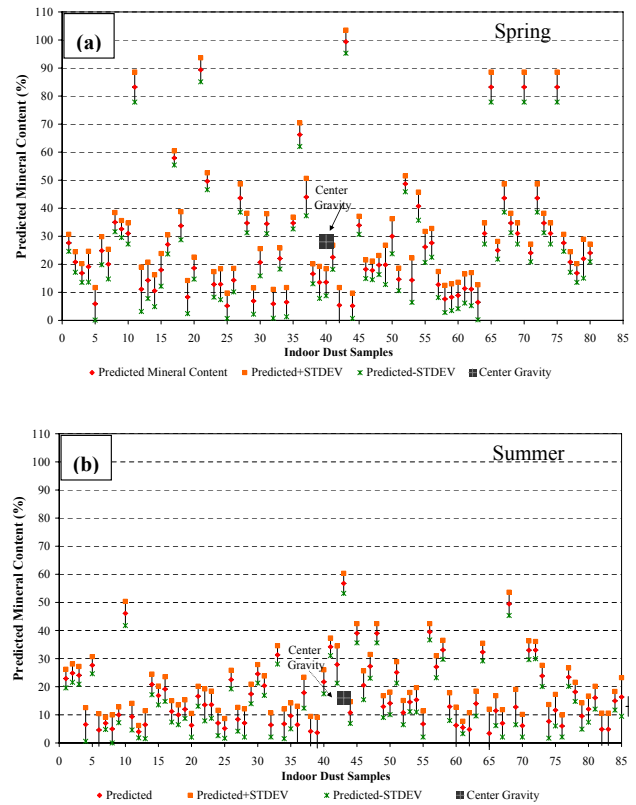 (a)
Spring
Predicted Mineral Content (%)
110
100
90
80
70
60
50
40
30
20
10
0
Center
Gravity
0 5 10 15 20 25 30 35 40 45 50 55 60 65 70 75 80 85
Indoor Dust Samples
Predicted Mineral Content Predicted+STDEV Predicted-STDEV Center Gravity
(b)
Summer
Predicted Mineral Content (%)
110
100
90
80
70
60
50
40
30
20
10
0
Center
Gravity
0 5 10 15 20 25 30 35 40 45 50 55 60 65 70 75 80 85
Indoor Dust Samples
Predicted Predicted+STDEV Predicted-STDEV Center Gravity